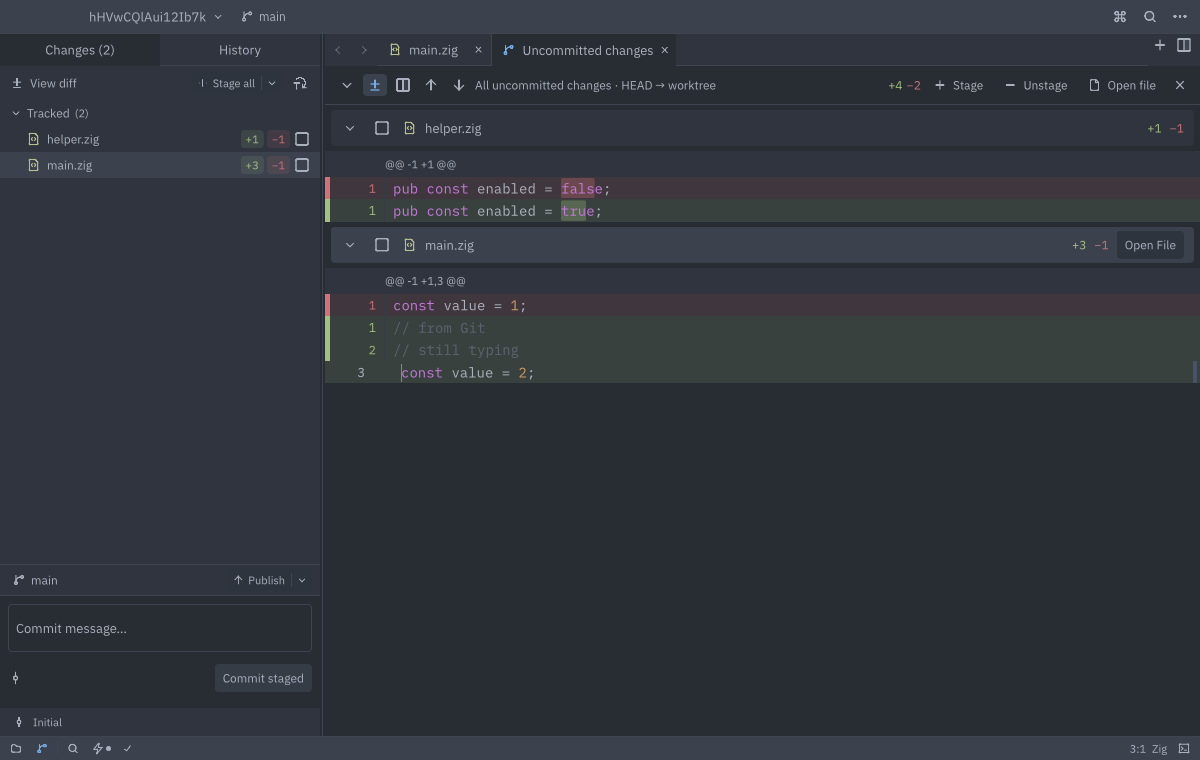 hHVwCQlAui12Ib7k main
Changes (2) History
main.zig × Uncommitted changes ×
View diff Stage all
All uncommitted changes · HEAD → worktree +4 −2 Stage Unstage Open file
Tracked (2)
helper.zig +1 −1
main.zig +3 −1
helper.zig +1 −1
@@ -1 +1 @@
1 pub const enabled = false;
1 pub const enabled = true;
main.zig +3 −1 Open File
@@ -1 +1,3 @@
1 const value = 1;
1 // from Git
2 // still typing
3 const value = 2;
main Publish
Commit message...
Commit staged
Initial
3:1 Zig